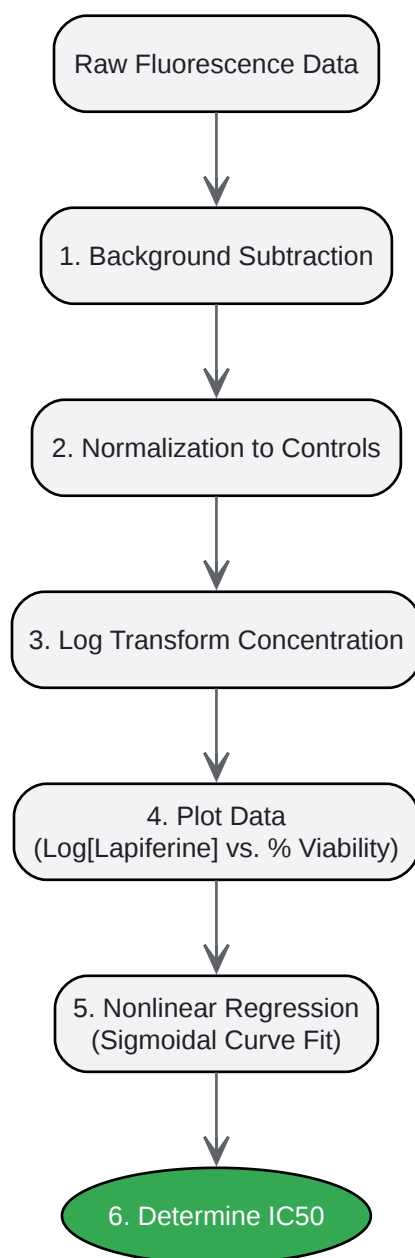 Raw Fluorescence Data
1. Background Subtraction
2. Normalization to Controls
3. Log Transform Concentration
4. Plot Data
(Log[Lapiferine] vs. % Viability)
5. Nonlinear Regression
(Sigmoidal Curve Fit)
6. Determine IC50